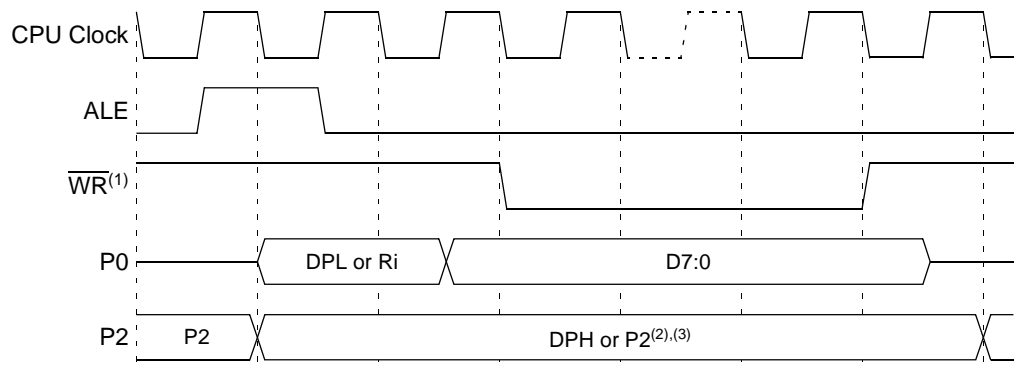 CPU Clock
ALE
WR(1)
P0 DPL or Ri D7:0
P2 P2 DPH or P2(2),(3)